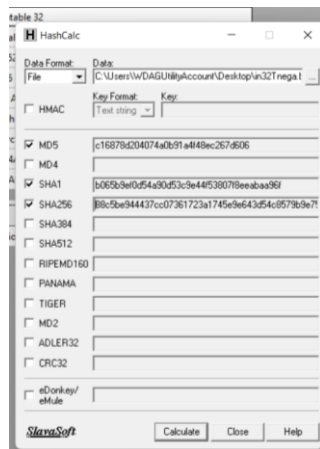 table 32
HashCalc
Data Format: Data:
File C:\Users\WDAGUtilityAccount\Desktop\in32Tnega.t ...
Key Format: Key:
HMAC Text string
MD5 c16878d204074a0b91a4f48ec267d606
MD4
SHA1 b065b9ef0d54a90d53c9e44f53807f8eeabaa96f
SHA256 88c5be944437cc07361723a1745e9e643d54c8579b9e75
SHA384
SHA512
RIPEMD160
PANAMA
TIGER
MD2
ADLER32
CRC32
eDonkey/
eMule
SlavaSoft Calculate Close Help